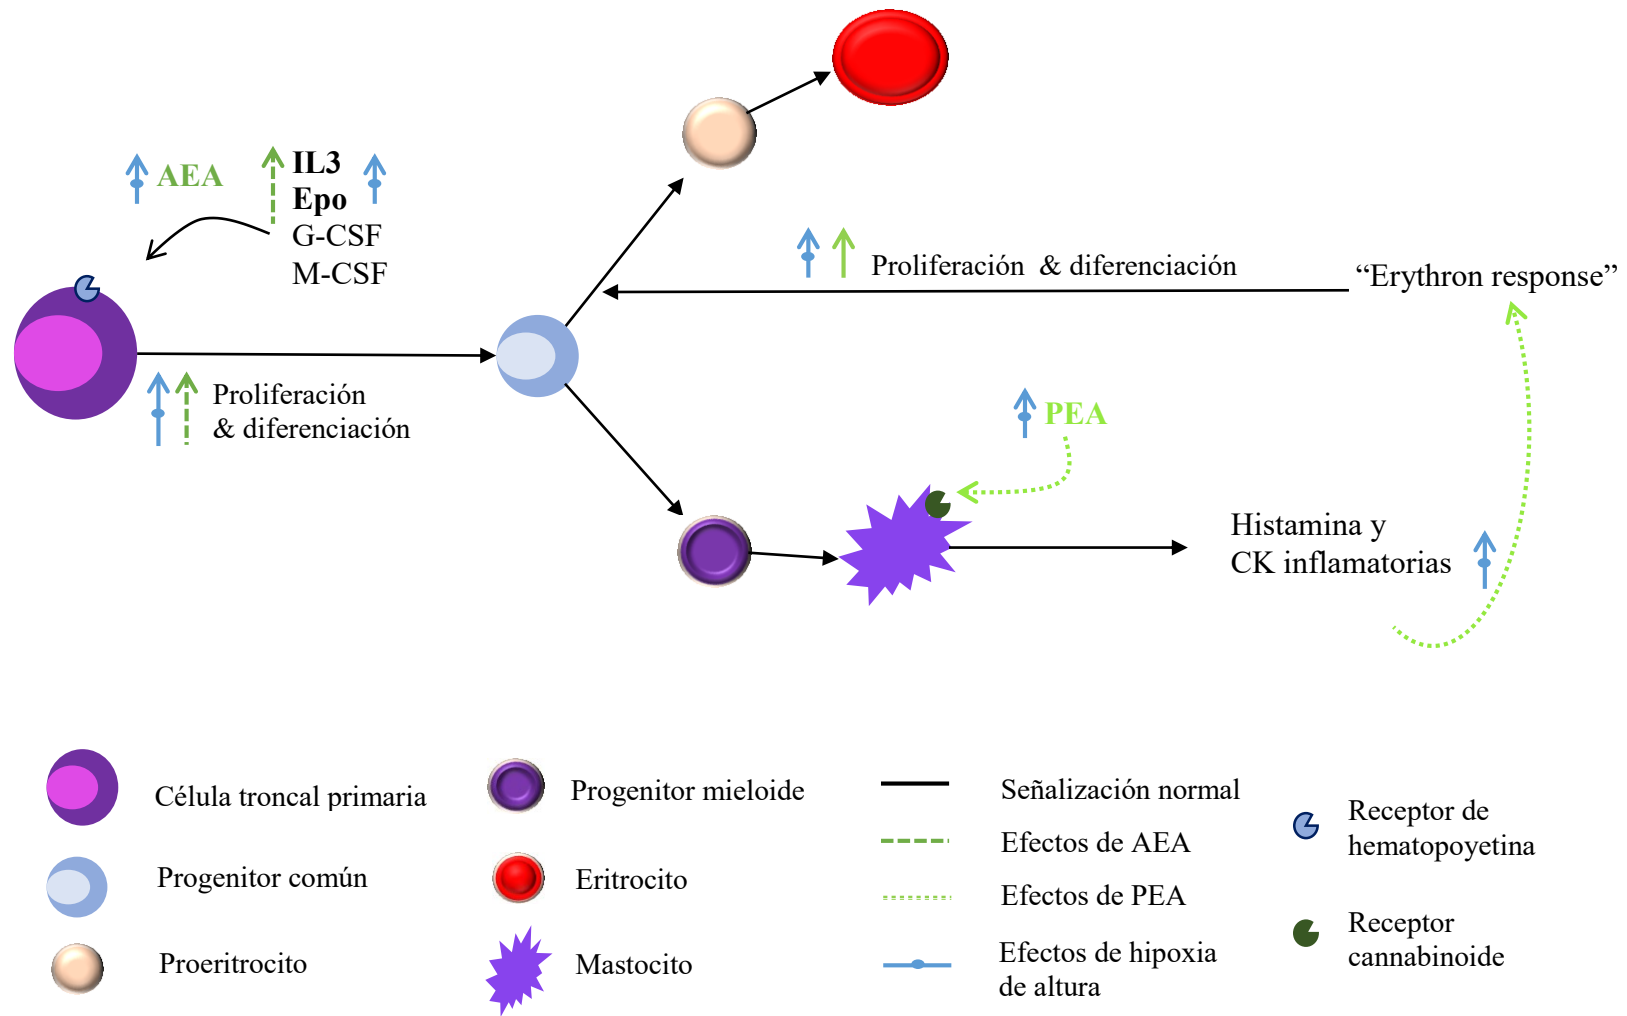 AEA
IL3
Epo
G-CSF
M-CSF
Proliferación & diferenciación
“Erythron response”
Proliferación
& diferenciación
PEA
Histamina y
CK inflamatorias
Célula troncal primaria
Progenitor común
Proeritrocito
Progenitor mieloide
Eritrocito
Mastocito
Señalización normal
Efectos de AEA
Efectos de PEA
Efectos de hipoxia
de altura
Receptor de
hematopoyetina
Receptor
cannabinoide